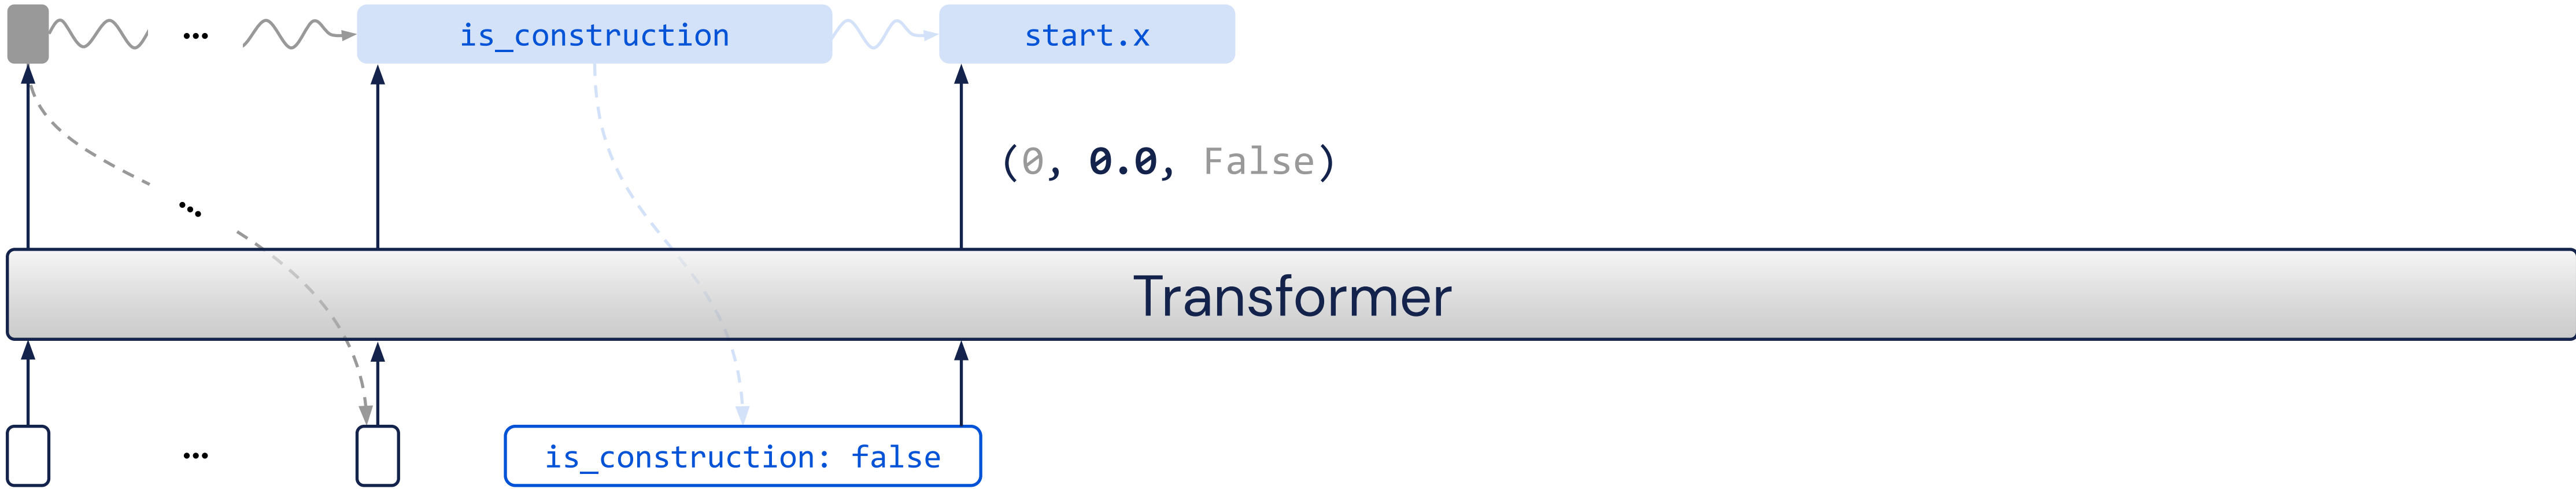 ... is_construction start.x
(0, 0.0, False)
...
Transformer
... is_construction: false